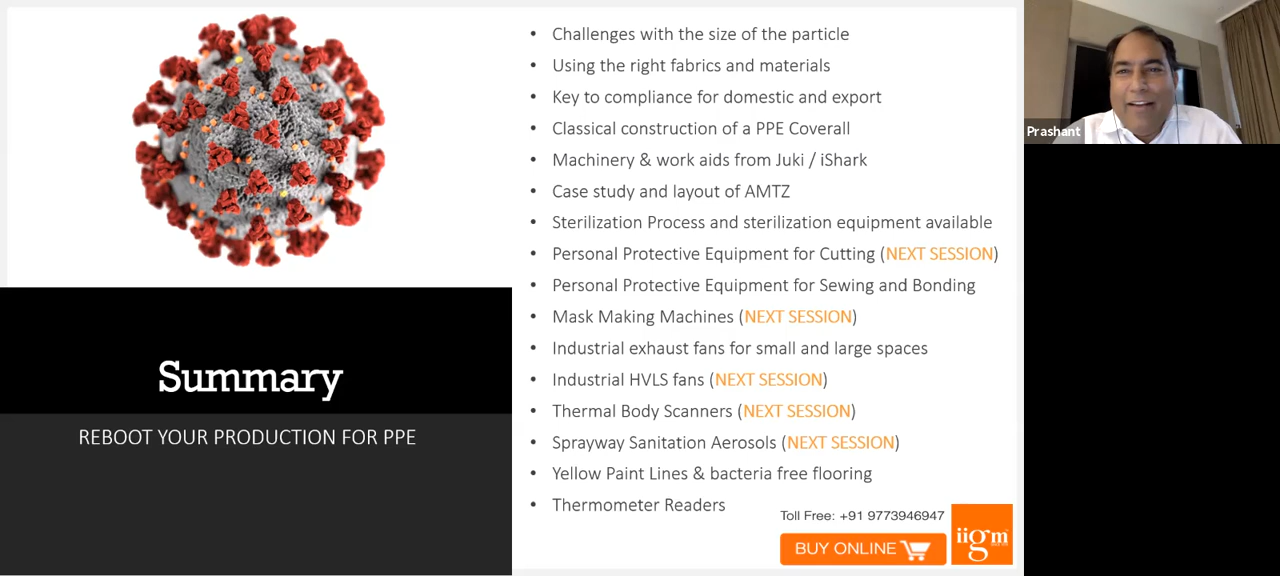 Summary
REBOOT YOUR PRODUCTION FOR PPE
• Challenges with the size of the particle
• Using the right fabrics and materials
• Key to compliance for domestic and export
• Classical construction of a PPE Coverall
• Machinery & work aids from Juki / iShark
• Case study and layout of AMTZ
• Sterilization Process and sterilization equipment available
• Personal Protective Equipment for Cutting (NEXT SESSION)
• Personal Protective Equipment for Sewing and Bonding
• Mask Making Machines (NEXT SESSION)
• Industrial exhaust fans for small and large spaces
• Industrial HVLS fans (NEXT SESSION)
• Thermal Body Scanners (NEXT SESSION)
• Sprayway Sanitation Aerosols (NEXT SESSION)
• Yellow Paint Lines & bacteria free flooring
• Thermometer Readers
Toll Free: +91 9773946947
BUY ONLINE
iigm
Prashant